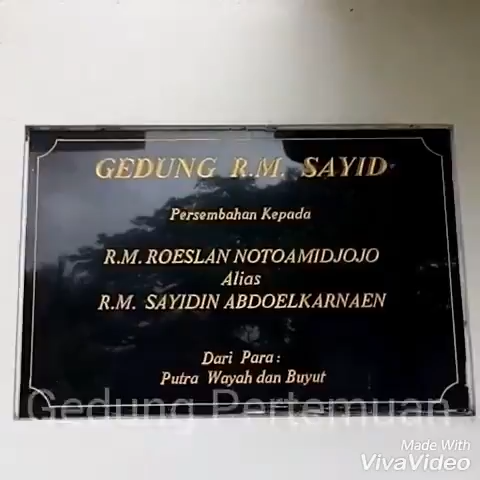 GEDUNG R.M. SAYID
Persembahan Kepada
R.M. ROESLAN NOTOAMIDJOJO
Alias
R.M. SAYIDIN ABDOELKARNAEN
Dari Para :
Putra Wayah dan Buyut
Gedung Pertemuan
Made With
VivaVideo